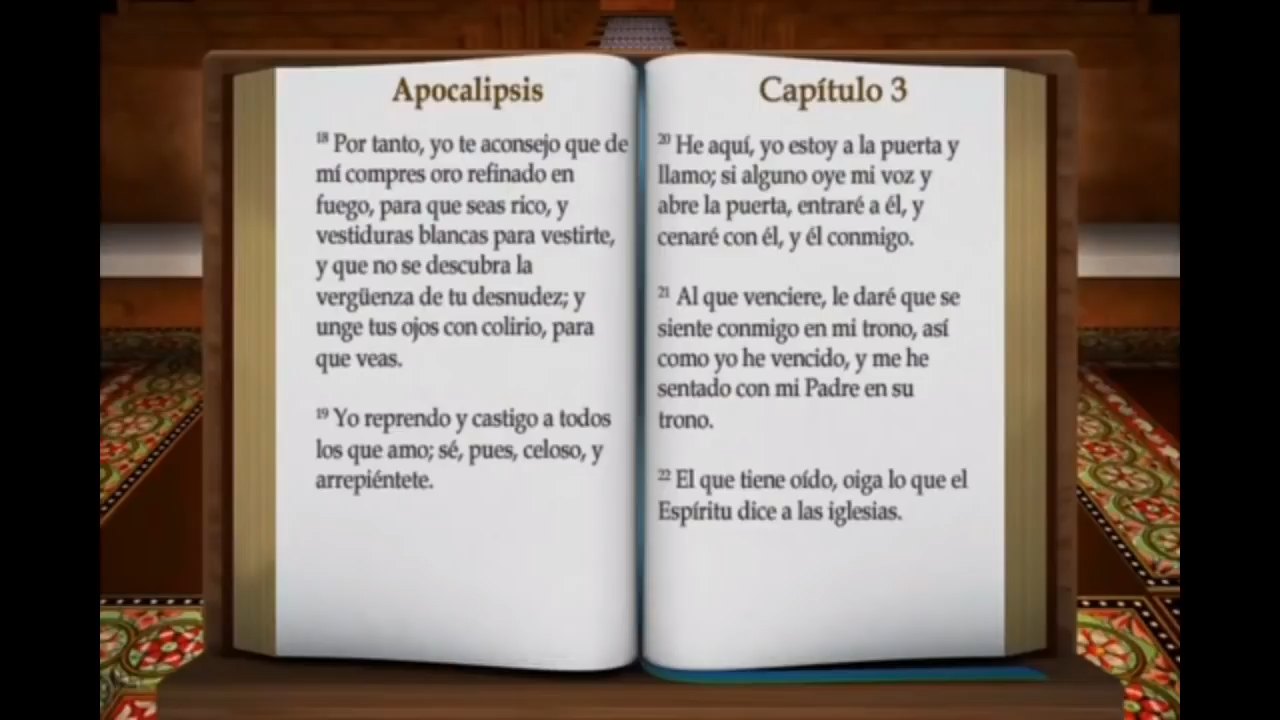 Apocalipsis
18 Por tanto, yo te aconsejo que de
mí compres oro refinado en
fuego, para que seas rico, y
vestiduras blancas para vestirte,
y que no se descubra la
vergüenza de tu desnudez; y
unge tus ojos con colirio, para
que veas.
19 Yo reprendo y castigo a todos
los que amo; sé, pues, celoso, y
arrepiéntete.
Capítulo 3
20 He aquí, yo estoy a la puerta y
llamo; si alguno oye mi voz y
abre la puerta, entraré a él, y
cenaré con él, y él conmigo.
21 Al que venciere, le daré que se
siente conmigo en mi trono, así
como yo he vencido, y me he
sentado con mi Padre en su
trono.
22 El que tiene oído, oiga lo que el
Espíritu dice a las iglesias.